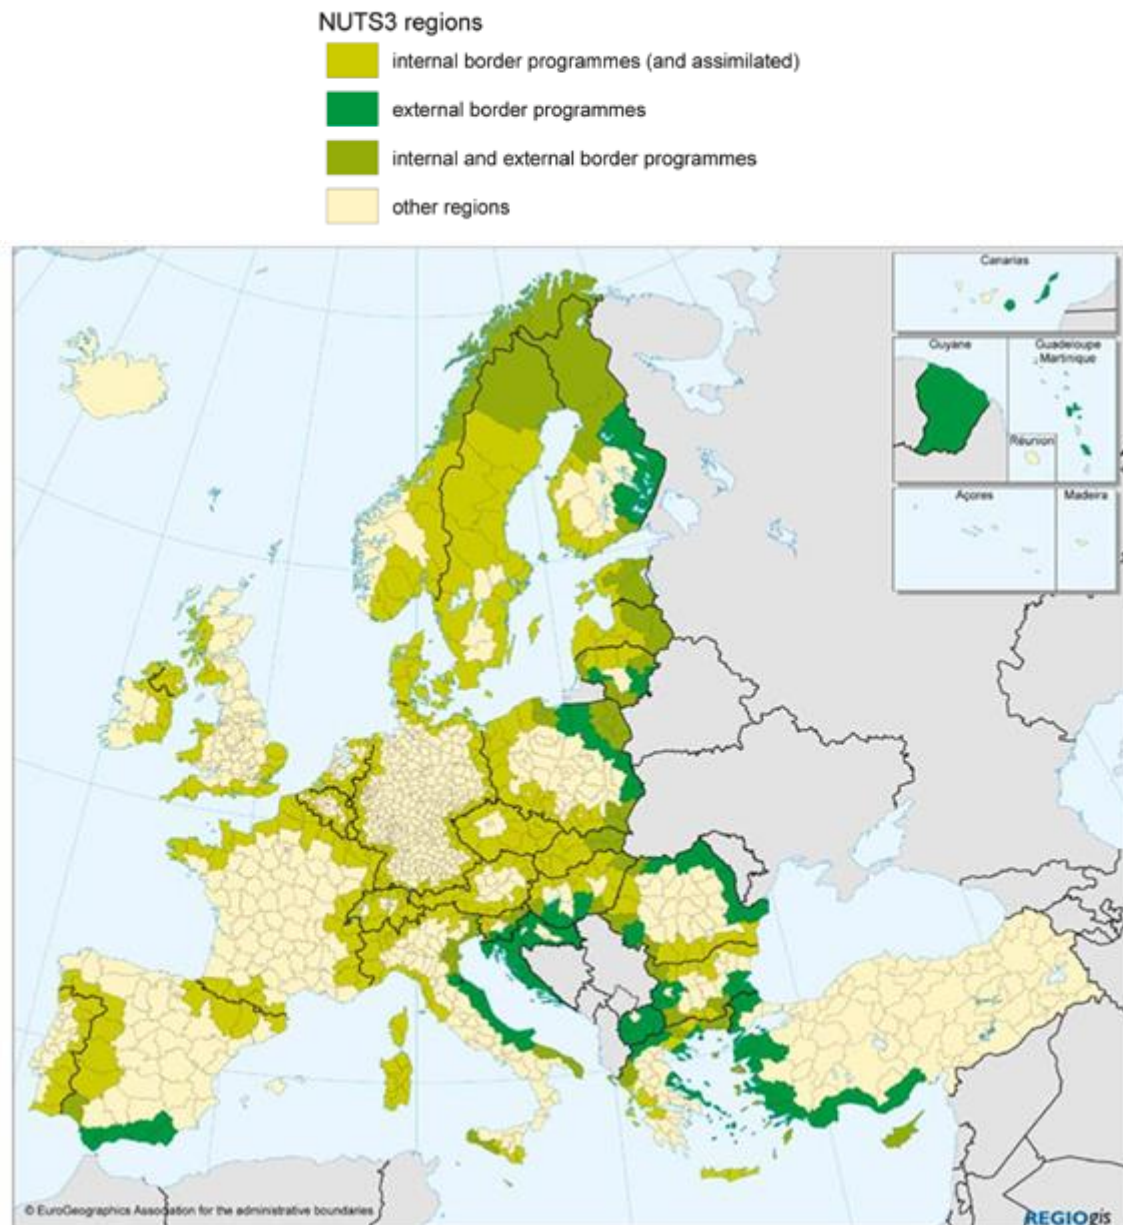 NUTS3 regions
internal border programmes (and assimilated)
external border programmes
internal and external border programmes
other regions
Canarias
Guyane
Guadeloupe
Martinique
Réunion
Açores
Madeira
© EuroGeographics Association for the administrative boundaries
REGIOgis